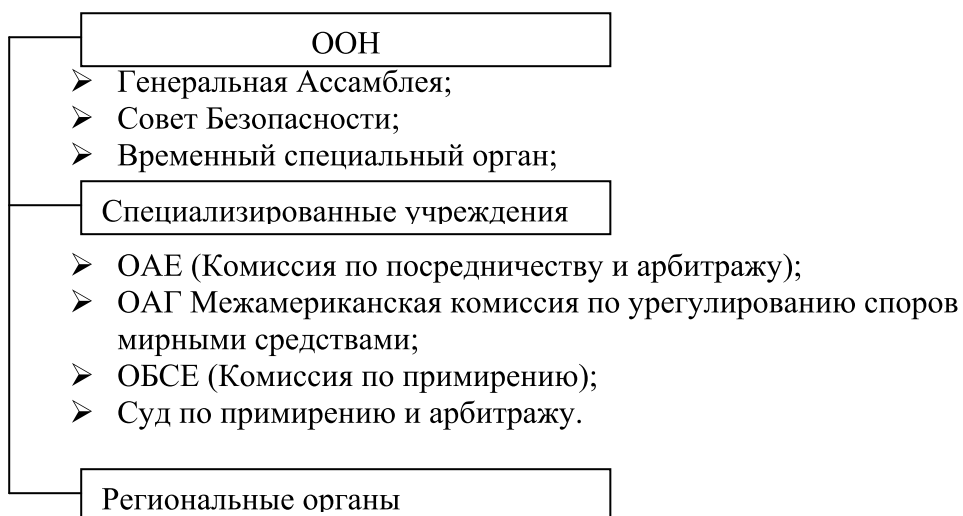 ООН
➢ Генеральная Ассамблея;
➢ Совет Безопасности;
➢ Временный специальный орган;
Специализированные учреждения
➢ ОАЕ (Комиссия по посредничеству и арбитражу);
➢ ОАГ Межамериканская комиссия по урегулированию споров
мирными средствами;
➢ ОБСЕ (Комиссия по примирению);
➢ Суд по примирению и арбитражу.
Региональные органы